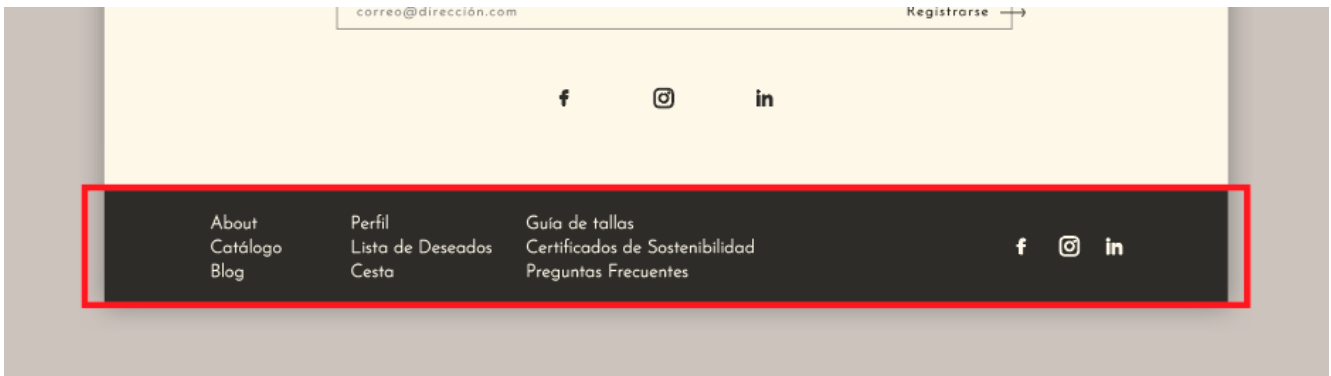 correo@dirección.com
Registrarse
About
Catálogo
Blog
Perfil
Lista de Deseados
Cesta
Guía de tallas
Certificados de Sostenibilidad
Preguntas Frecuentes